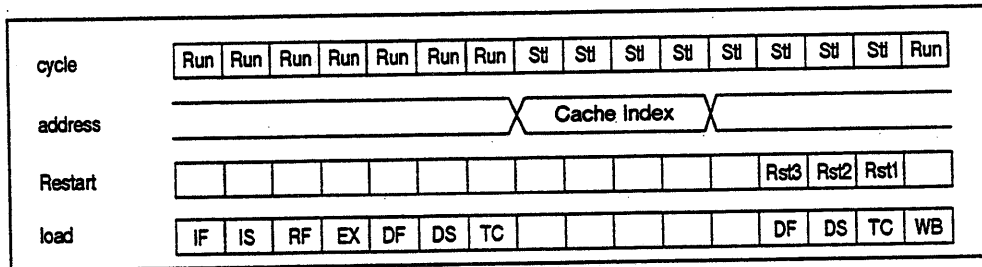 cycle Run Run Run Run Run Run Run Stl Stl Stl Stl Stl Stl Stl Stl Run
address Cache Index
Restart Rst3 Rst2 Rst1
load IF IS RF EX DF DS TC DF DS TC WB